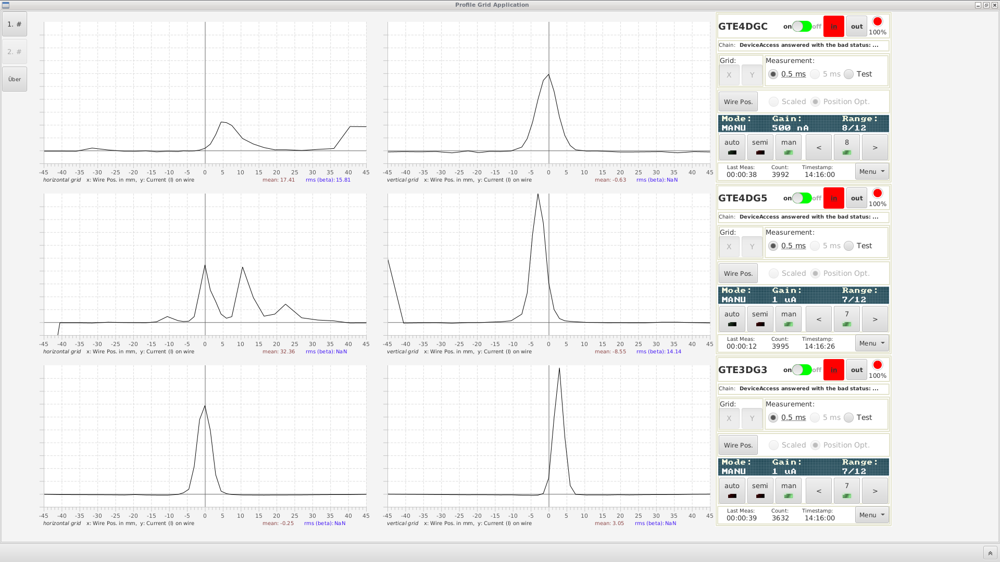 Profile Grid Application
1. #
2. #
Über
-45 -40 -35 -30 -25 -20 -15 -10 -5 0 5 10 15 20 25 30 35 40 45
horizontal grid x: Wire Pos. in mm, y: Current (I) on wire mean: 17.41 rms (beta): 15.81
-45 -40 -35 -30 -25 -20 -15 -10 -5 0 5 10 15 20 25 30 35 40 45
vertical grid x: Wire Pos. in mm, y: Current (I) on wire mean: -0.63 rms (beta): NaN
GTE4DGC on off in out 100%
Chain: DeviceAccess answered with the bad status: ...
Grid: Measurement:
X Y 0.5 ms 5 ms Test
Wire Pos. Scaled Position Opt.
Mode: Gain: Range:
MANU 500 nA 8/12
auto semi man < 8 >
Last Meas: Count: Timestamp:
00:00:38 3992 14:16:00 Menu
-45 -40 -35 -30 -25 -20 -15 -10 -5 0 5 10 15 20 25 30 35 40 45
horizontal grid x: Wire Pos. in mm, y: Current (I) on wire mean: 32.36 rms (beta): NaN
-45 -40 -35 -30 -25 -20 -15 -10 -5 0 5 10 15 20 25 30 35 40 45
vertical grid x: Wire Pos. in mm, y: Current (I) on wire mean: -8.55 rms (beta): 14.14
GTE4DG5 on off in out 100%
Chain: DeviceAccess answered with the bad status: ...
Grid: Measurement:
X Y 0.5 ms 5 ms Test
Wire Pos. Scaled Position Opt.
Mode: Gain: Range:
MANU 1 uA 7/12
auto semi man < 7 >
Last Meas: Count: Timestamp:
00:00:12 3995 14:16:26 Menu
-45 -40 -35 -30 -25 -20 -15 -10 -5 0 5 10 15 20 25 30 35 40 45
horizontal grid x: Wire Pos. in mm, y: Current (I) on wire mean: -0.25 rms (beta): NaN
-45 -40 -35 -30 -25 -20 -15 -10 -5 0 5 10 15 20 25 30 35 40 45
vertical grid x: Wire Pos. in mm, y: Current (I) on wire mean: 3.05 rms (beta): NaN
GTE3DG3 on off in out 100%
Chain: DeviceAccess answered with the bad status: ...
Grid: Measurement:
X Y 0.5 ms 5 ms Test
Wire Pos. Scaled Position Opt.
Mode: Gain: Range:
MANU 1 uA 7/12
auto semi man < 7 >
Last Meas: Count: Timestamp:
00:00:39 3632 14:16:00 Menu